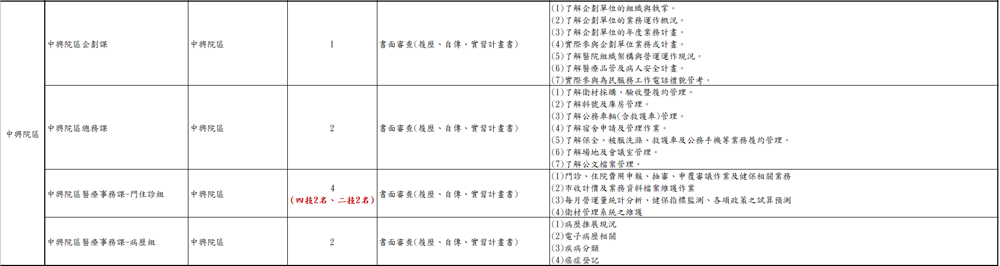 中興院區
中興院區企劃課
中興院區
1
書面審查(履歷、自傳、實習計畫書)
(1)了解企劃單位的組織與執掌。
(2)了解企劃單位的業務運作概況。
(3)了解企劃單位的年度業務計畫。
(4)實際參與企劃單位業務或計畫。
(5)了解醫院組織架構與營運運作現況。
(6)了解醫療品管及病人安全計畫。
(7)實際參與為民服務工作電話禮貌管考。
中興院區總務課
中興院區
2
書面審查(履歷、自傳、實習計畫書)
(1)了解衛材採購、驗收暨履約管理。
(2)了解料號及庫房管理。
(3)了解公務車輛(含救護車)管理。
(4)了解宿舍申請及管理作業。
(5)了解保全、被服洗滌、救護車及公務手機等業務履約管理。
(6)了解場地及會議室管理。
(7)了解公文檔案管理。
中興院區醫療事務課-門住診組
中興院區
4
(四技2名、二技2名)
書面審查(履歷、自傳、實習計畫書)
(1)門診、住院費用申報、抽審、申覆審議作業及健保相關業務
(2)市收計價及業務資料檔案維護作業
(3)每月營運量統計分析、健保指標監測、各項政策之試算預測
(4)衛材管理系統之維護
中興院區醫療事務課-病歷組
中興院區
2
書面審查(履歷、自傳、實習計畫書)
(1)病歷推展現況
(2)電子病歷相關
(3)疾病分類
(4)癌症登記